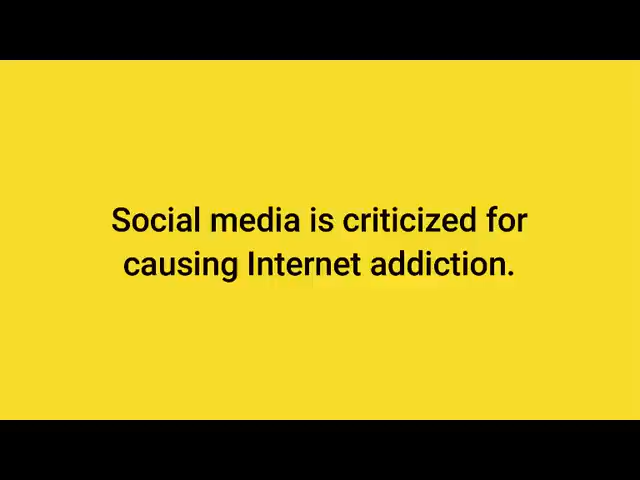 Social media is criticized for
causing Internet addiction.